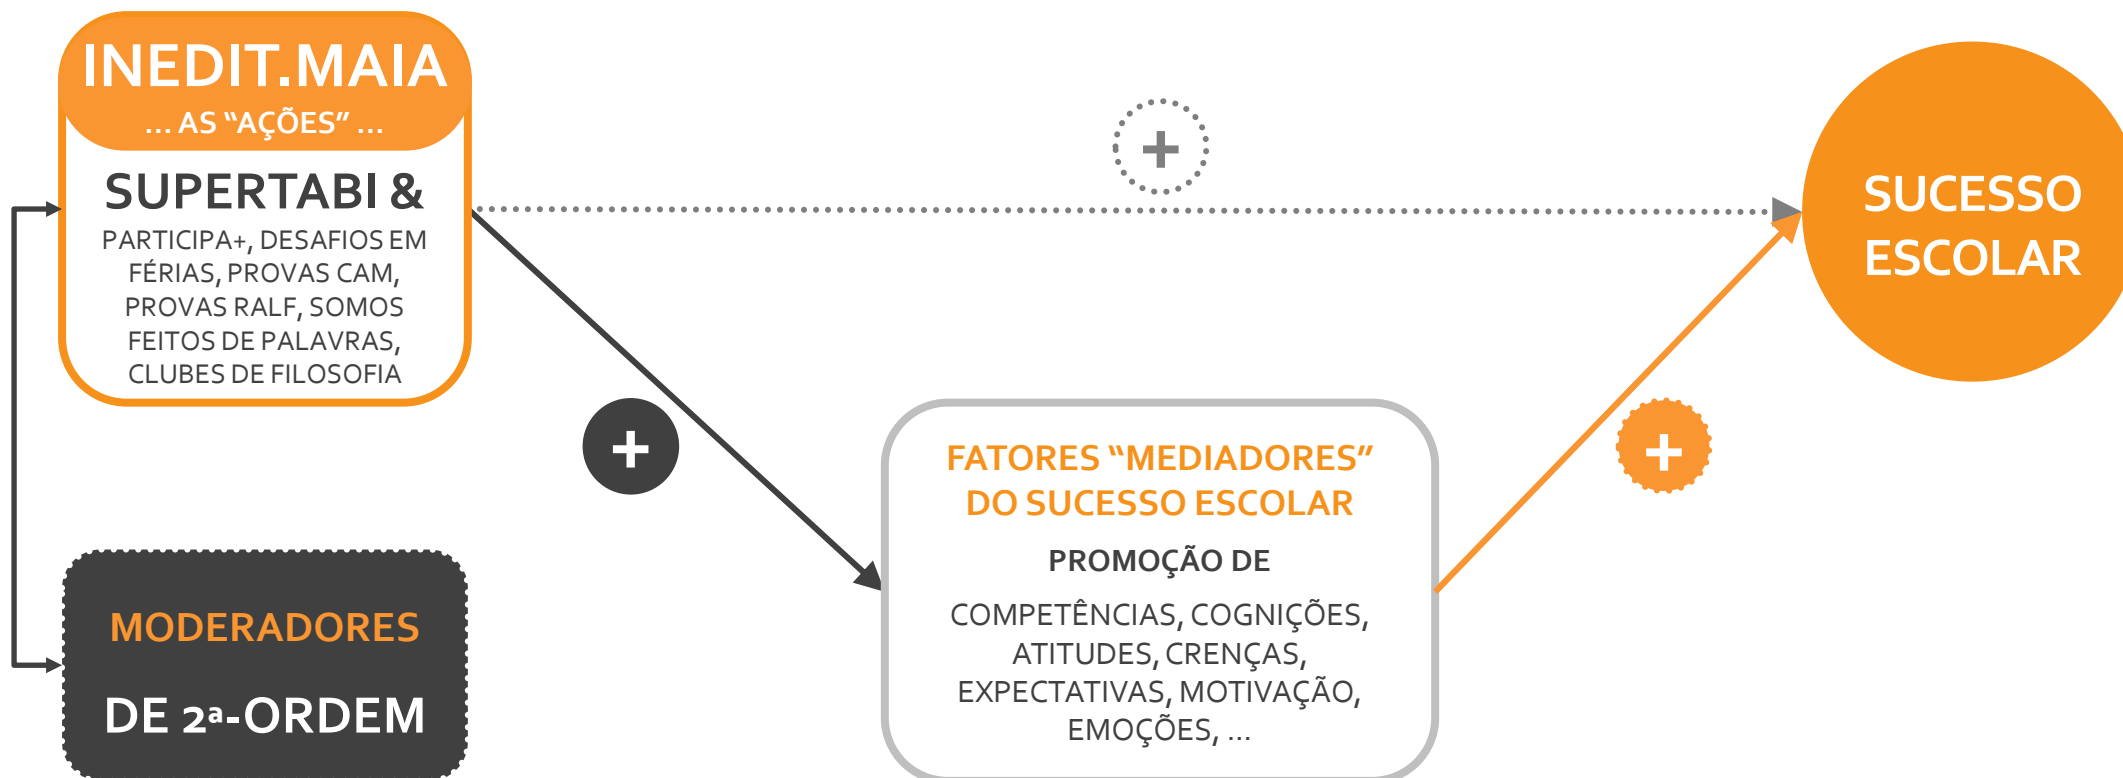 INEDIT.MAIA
... AS “AÇÕES” ...
SUPERTABI &
PARTICIPA+, DESAFIOS EM
FÉRIAS, PROVAS CAM,
PROVAS RALF, SOMOS
FEITOS DE PALAVRAS,
CLUBES DE FILOSOFIA
+
SUCESSO
ESCOLAR
+
FATORES “MEDIADORES”
DO SUCESSO ESCOLAR
PROMOÇÃO DE
COMPETÊNCIAS, COGNIÇÕES,
ATITUDES, CRENÇAS,
EXPECTATIVAS, MOTIVAÇÃO,
EMOÇÕES, ...
+
MODERADORES
DE 2ª-ORDEM